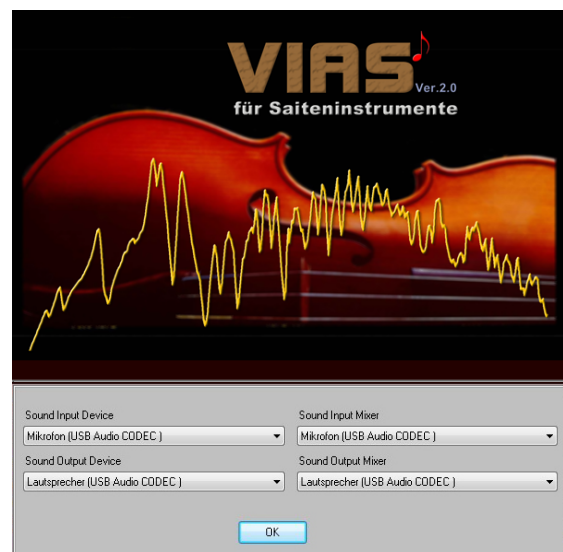 VIAS
Ver.2.0
für Saiteninstrumente
Sound Input Device
Sound Input Mixer
Mikrofon (USB Audio CODEC )
Mikrofon (USB Audio CODEC )
Sound Output Device
Sound Output Mixer
Lautsprecher (USB Audio CODEC )
Lautsprecher (USB Audio CODEC )
OK